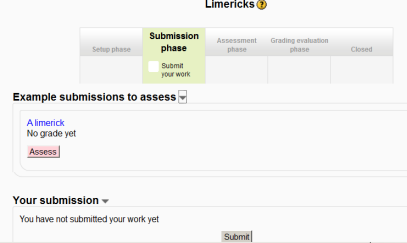 Limericks
Setup phase
Submission
phase
Assessment
phase
Grading evaluation
phase
Closed
Submit
your work
Example submissions to assess
A limerick
No grade yet
Assess
Your submission
You have not submitted your work yet
Submit